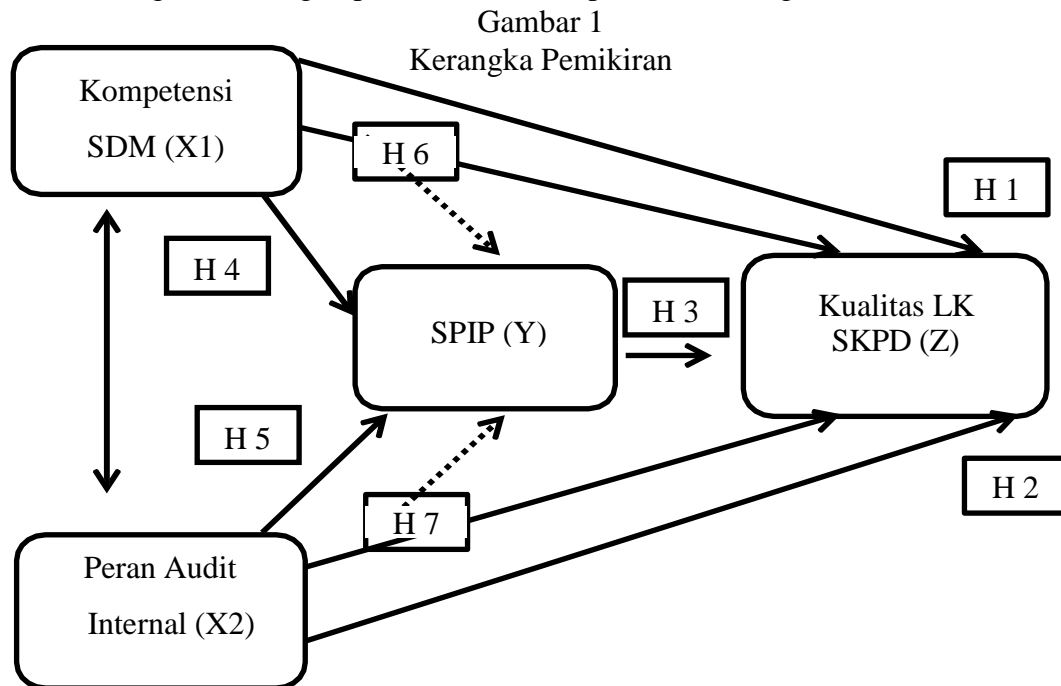 Gambar 1
Kerangka Pemikiran
Kompetensi
SDM (X1)
H 6
H 1
H 4
H 3
SPIP (Y)
Kualitas LK
SKPD (Z)
H 5
H 7
H 2
Peran Audit
Internal (X2)